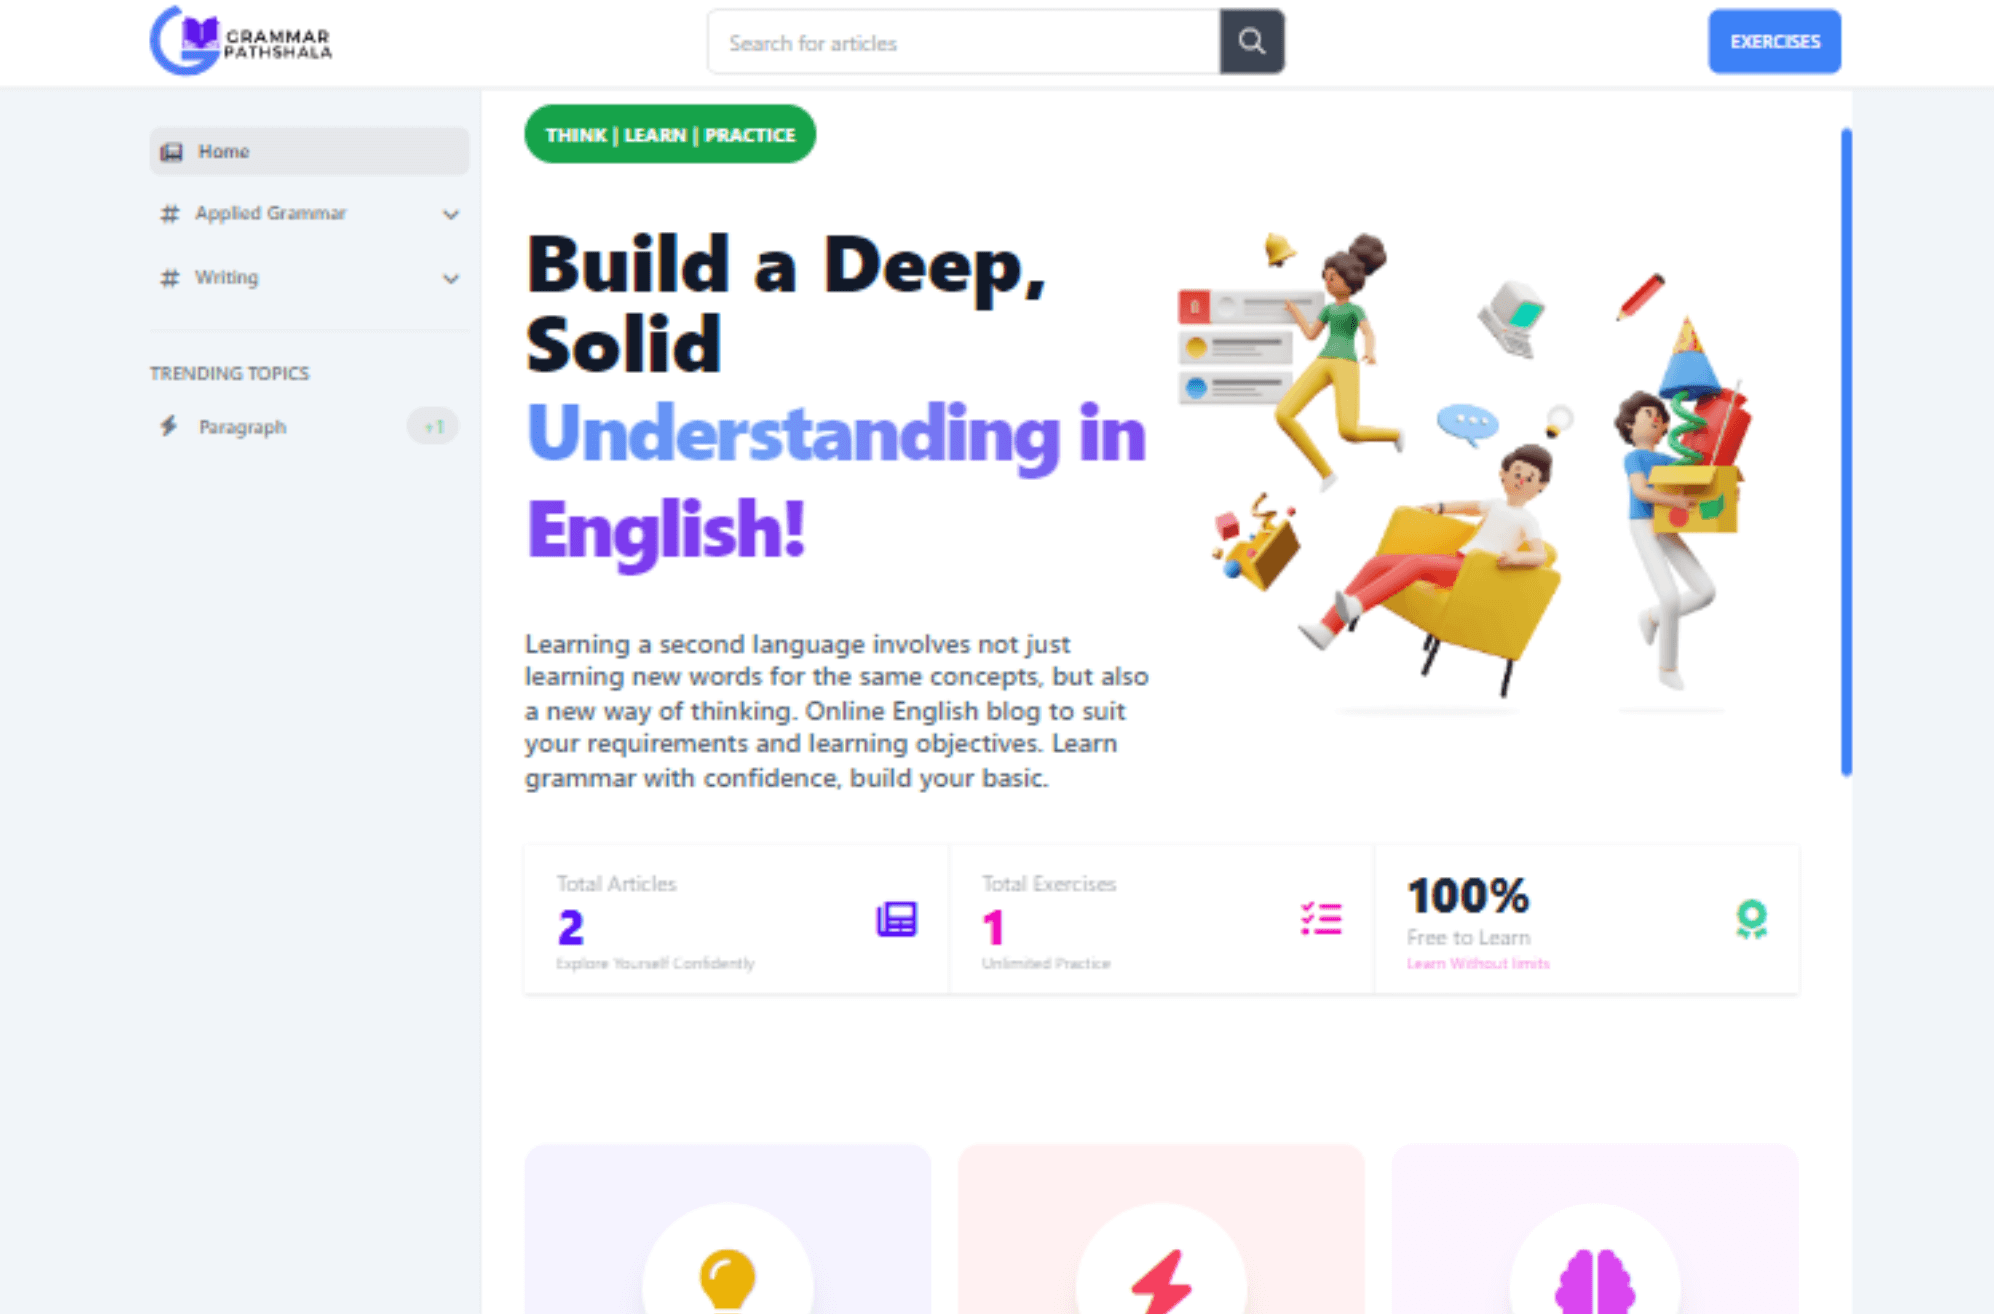 GRAMMAR
PATHSHALA
Search for articles
EXERCISES
Home
# Applied Grammar
# Writing
TRENDING TOPICS
Paragraph
+1
THINK | LEARN | PRACTICE
Build a Deep,
Solid
Understanding in
English!
Learning a second language involves not just
learning new words for the same concepts, but also
a new way of thinking. Online English blog to suit
your requirements and learning objectives. Learn
grammar with confidence, build your basic.
Total Articles
2
Explore Yourself Confidently
Total Exercises
1
Unlimited Practice
100%
Free to Learn
Learn Without limits